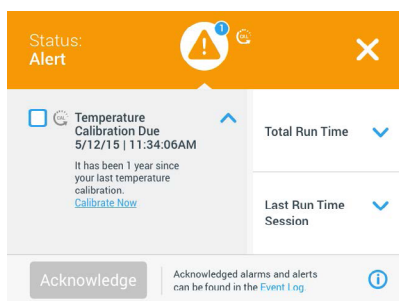 Status:
Alert
1
CAL
CAL
Temperature
Calibration Due
5/12/15 | 11:34:06AM
It has been 1 year since
your last temperature
calibration.
Calibrate Now
Total Run Time
Last Run Time
Session
Acknowledge
Acknowledged alarms and alerts
can be found in the Event Log.